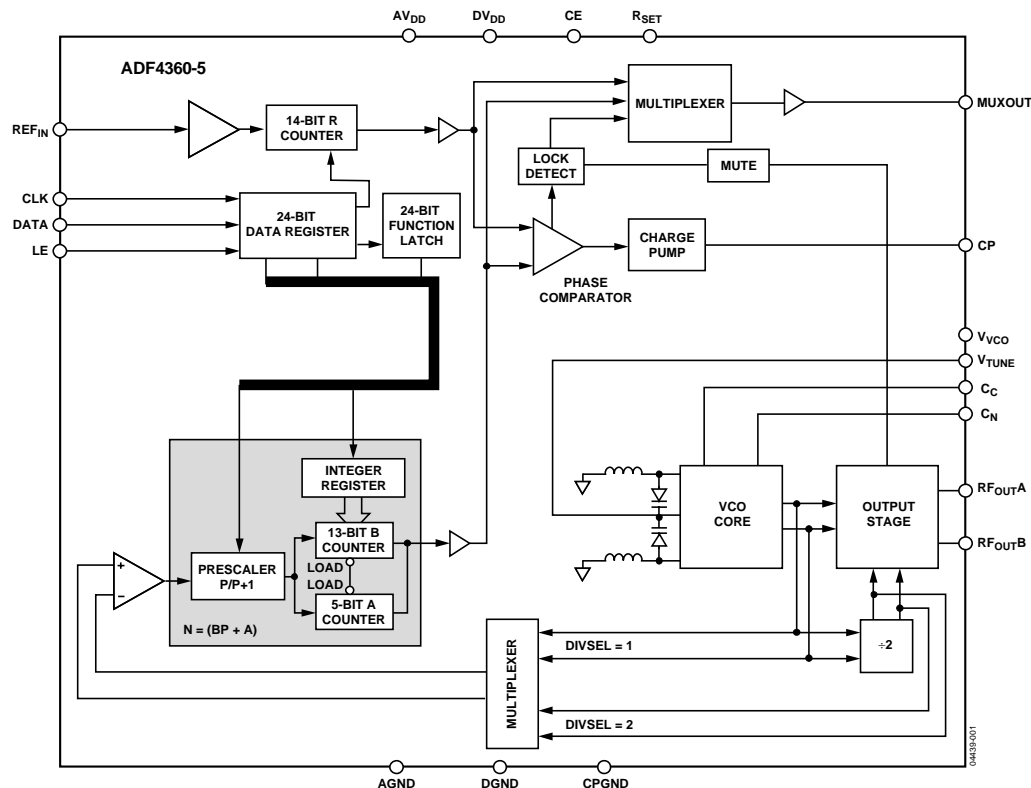 AVDD
DVDD
CE
RSET
ADF4360-5
MULTIPLEXER
MUXOUT
REFIN
14-BIT R
COUNTER
LOCK
DETECT
MUTE
CLK
DATA
LE
24-BIT
DATA REGISTER
24-BIT
FUNCTION
LATCH
CHARGE
PUMP
CP
PHASE
COMPARATOR
VVCO
VTUNE
CC
CN
INTEGER
REGISTER
13-BIT B
COUNTER
LOAD
LOAD
5-BIT A
COUNTER
PRESCALER
P/P+1
+
−
N = (BP + A)
VCO
CORE
OUTPUT
STAGE
RFOUTA
RFOUTB
MULTIPLEXER
DIVSEL = 1
÷2
DIVSEL = 2
04439-001
AGND
DGND
CPGND